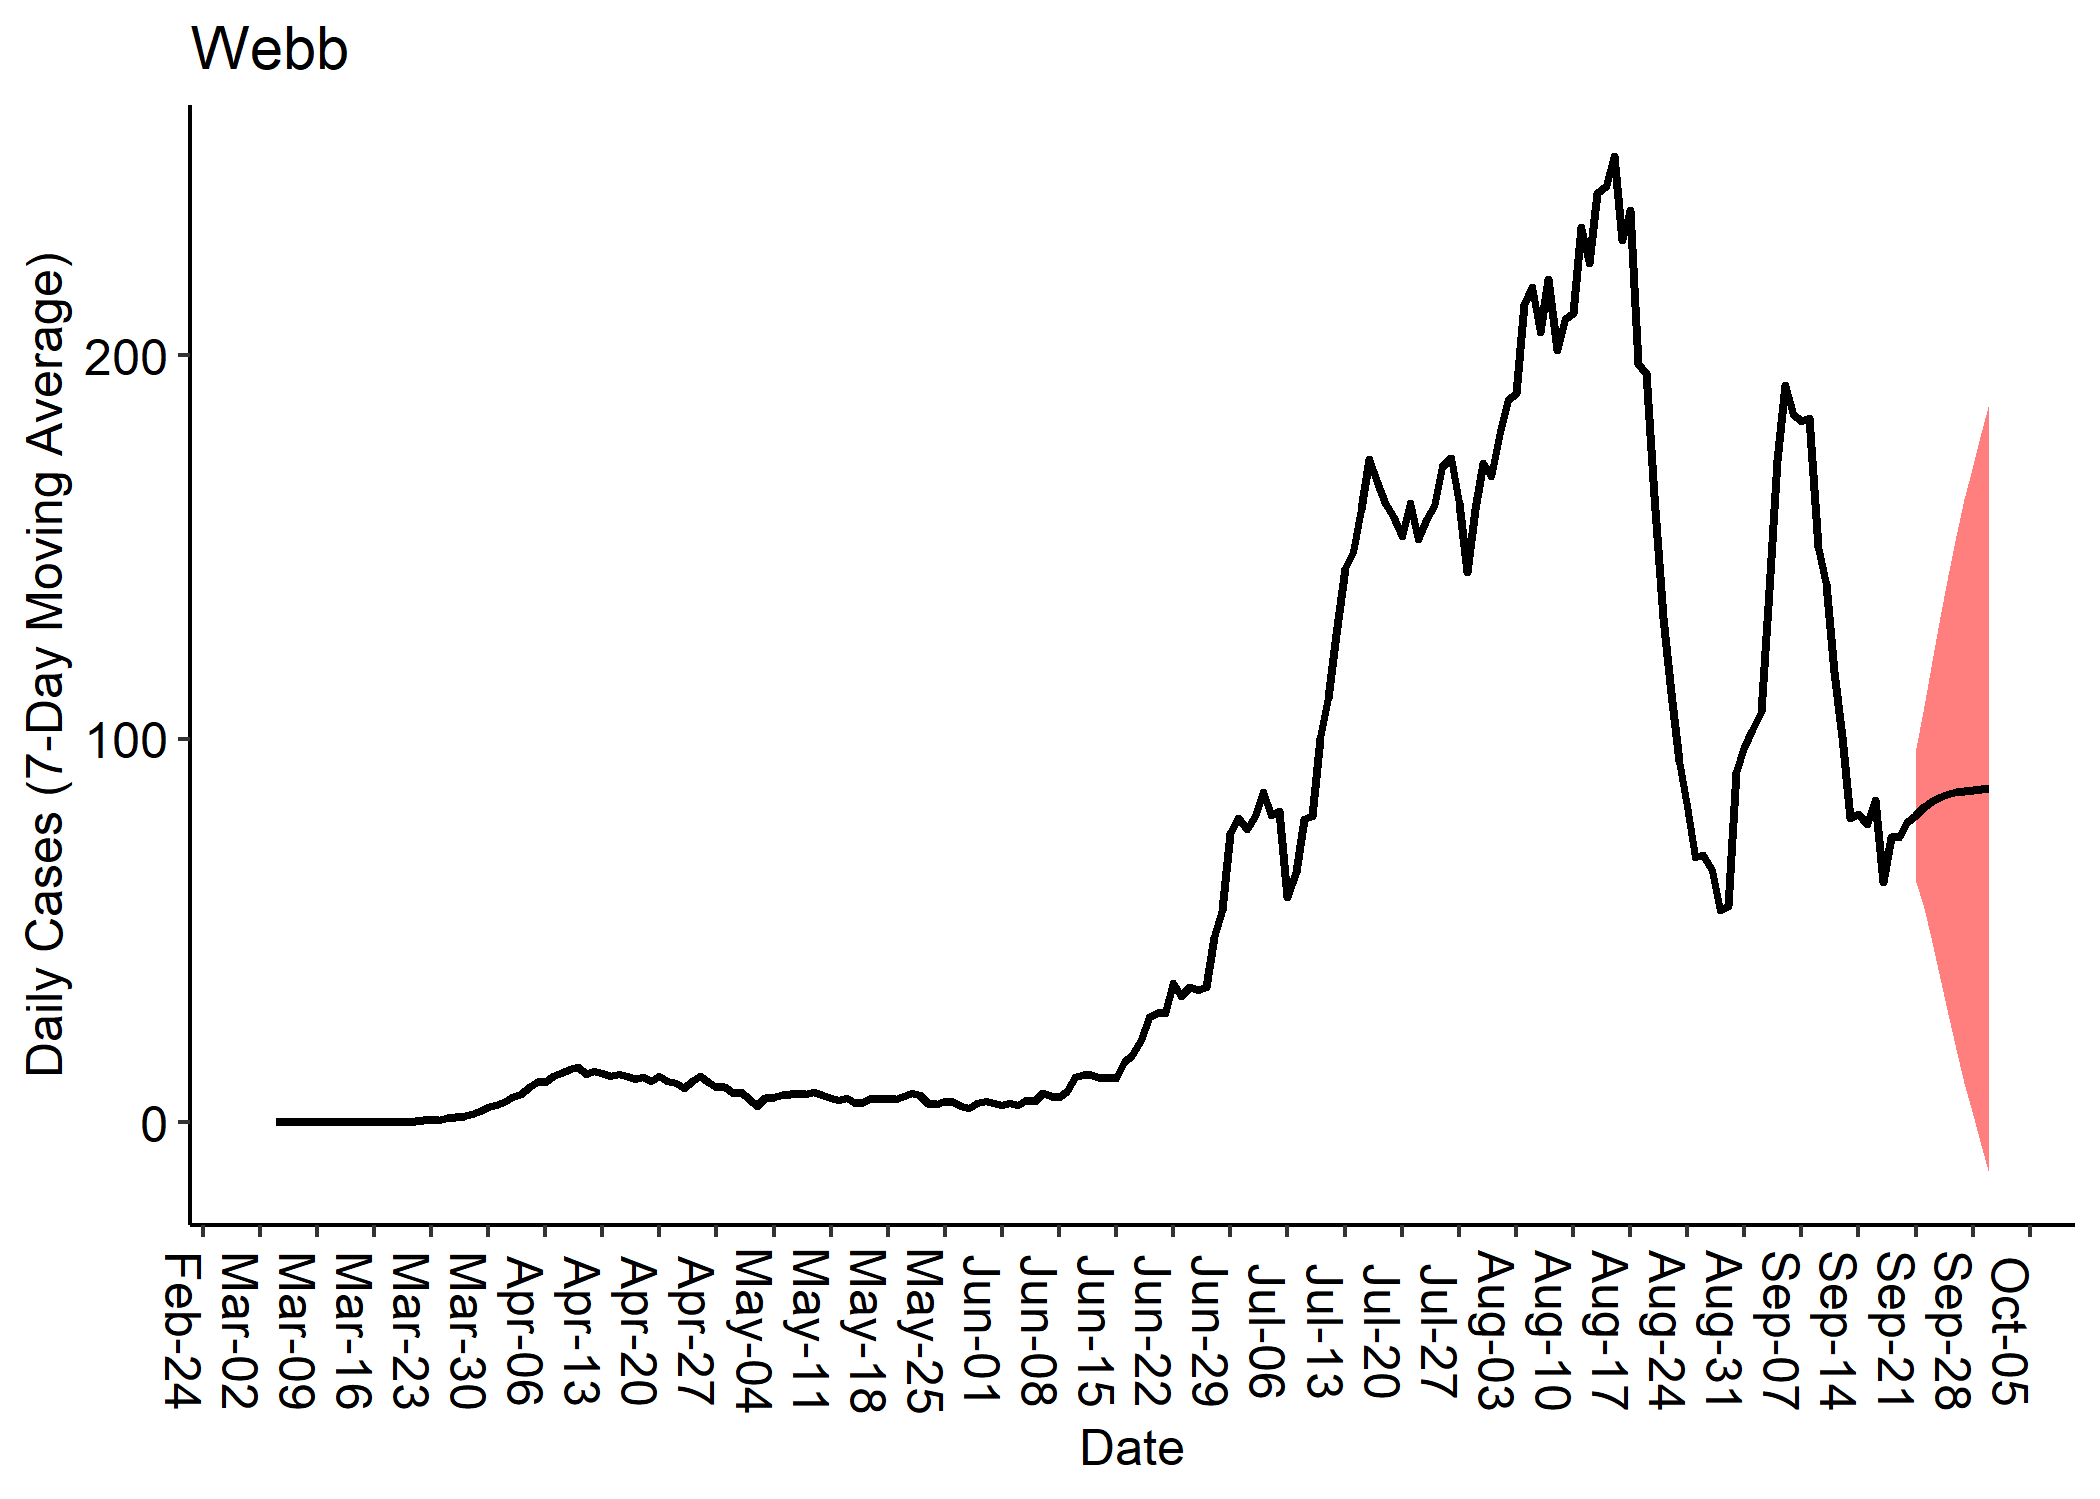 Webb
Daily Cases (7-Day Moving Average)
200
100
0
Feb-24
Mar-02
Mar-09
Mar-16
Mar-23
Mar-30
Apr-06
Apr-13
Apr-20
Apr-27
May-04
May-11
May-18
May-25
Jun-01
Jun-08
Jun-15
Jun-22
Jun-29
Jul-06
Jul-13
Jul-20
Jul-27
Aug-03
Aug-10
Aug-17
Aug-24
Aug-31
Sep-07
Sep-14
Sep-21
Sep-28
Oct-05
Date